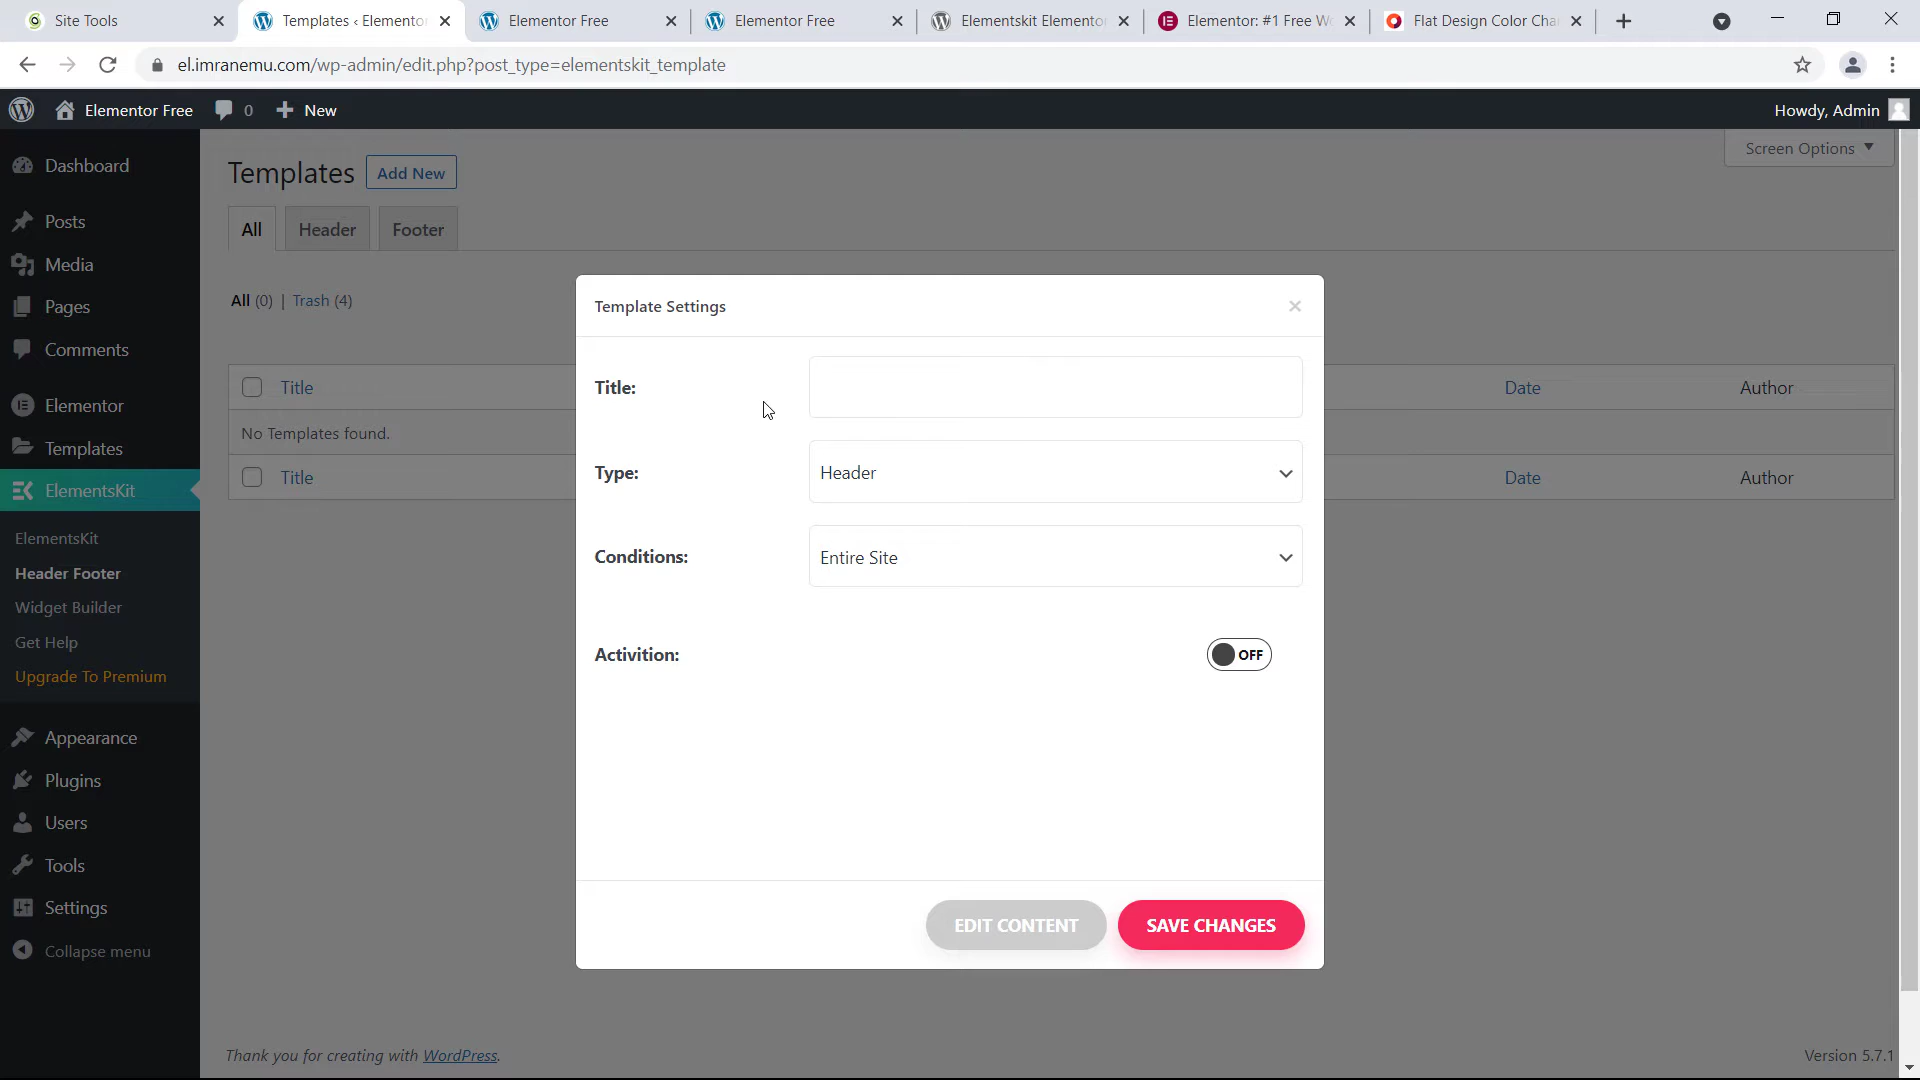 Site Tools
Templates ‹ Elementor
Elementor Free
Elementor Free
Elementskit Elemento
Elementor: #1 Free Wo
Flat Design Color Cha
el.imranemu.com/wp-admin/edit.php?post_type=elementskit_template
Elementor Free
0
New
Howdy, Admin
Dashboard
Posts
Media
Pages
Comments
Elementor
Templates
ElementsKit
ElementsKit
Header Footer
Widget Builder
Get Help
Upgrade To Premium
Appearance
Plugins
Users
Tools
Settings
Collapse menu
Templates
Add New
Screen Options
All
Header
Footer
All (0) | Trash (4)
Title
Date
Author
No Templates found.
Title
Date
Author
Template Settings
Title:
Type:
Header
Conditions:
Entire Site
Activition:
OFF
EDIT CONTENT
SAVE CHANGES
Thank you for creating with WordPress.
Version 5.7.1